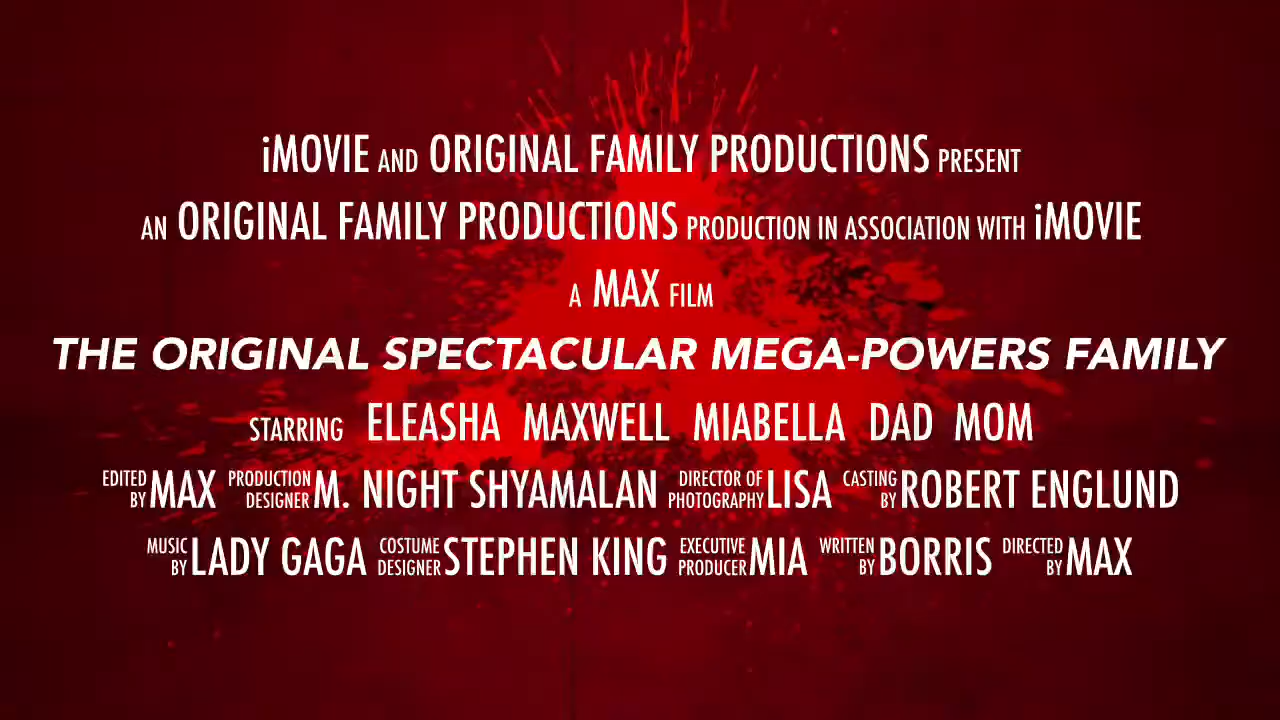 iMOVIE AND ORIGINAL FAMILY PRODUCTIONS PRESENT
AN ORIGINAL FAMILY PRODUCTIONS PRODUCTION IN ASSOCIATION WITH iMOVIE
A MAX FILM
THE ORIGINAL SPECTACULAR MEGA-POWERS FAMILY
STARRING ELEASHA MAXWELL MIABELLA DAD MOM
EDITED BY MAX PRODUCTION DESIGNER M. NIGHT SHYAMALAN DIRECTOR OF PHOTOGRAPHY LISA CASTING BY ROBERT ENGLUND
MUSIC BY LADY GAGA COSTUME DESIGNER STEPHEN KING EXECUTIVE PRODUCER MIA WRITTEN BY BORRIS DIRECTED BY MAX